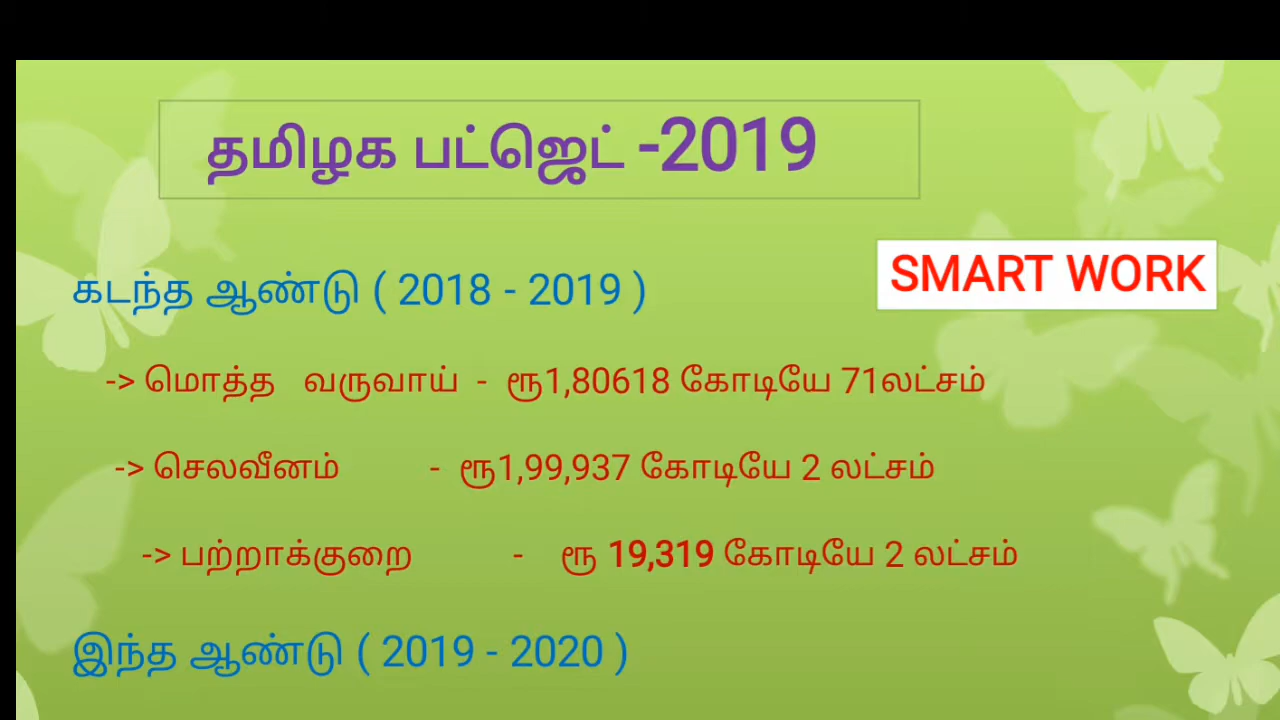 தமிழக பட்ஜெட் -2019
கடந்த ஆண்டு ( 2018 - 2019 )
SMART WORK
-> மொத்த வருவாய் - ரூ1,80618 கோடியே 71லட்சம்
-> செலவீனம் - ரூ1,99,937 கோடியே 2 லட்சம்
-> பற்றாக்குறை - ரூ 19,319 கோடியே 2 லட்சம்
இந்த ஆண்டு ( 2019 - 2020 )